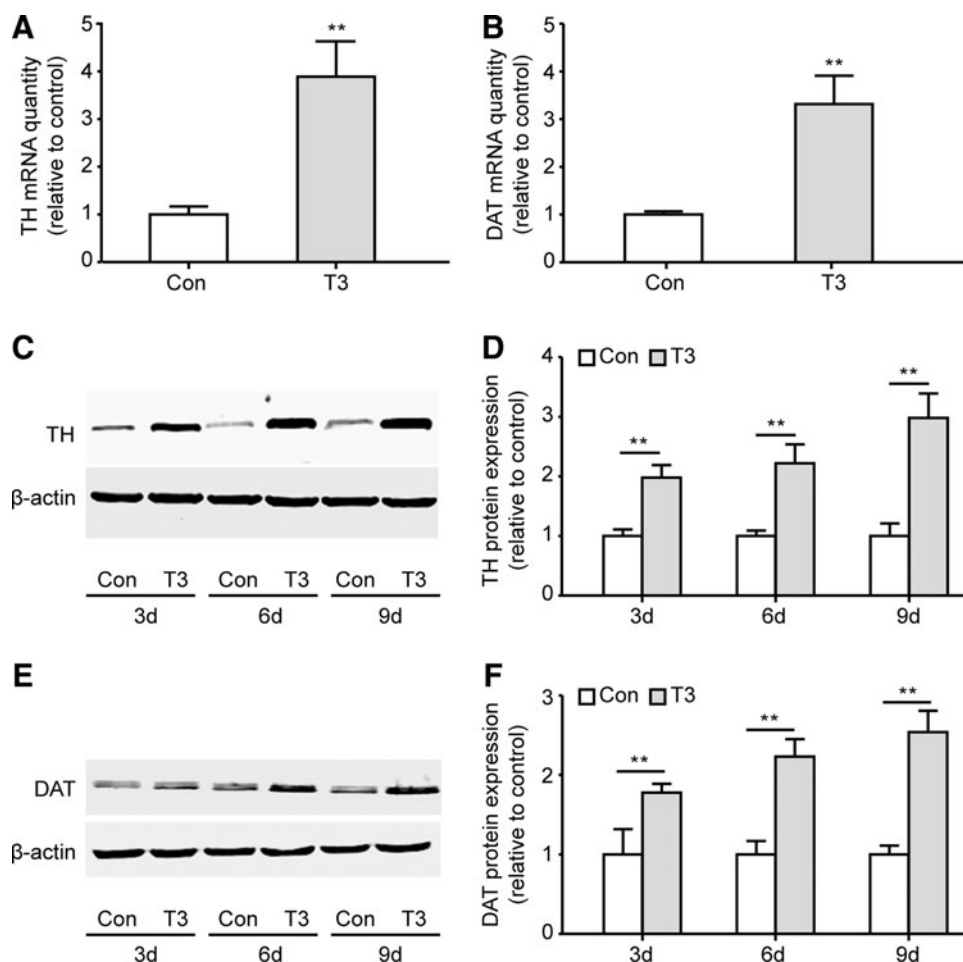 A
TH mRNA quantity
(relative to control)
5
4
3
2
1
0
**
Con
T3
B
DAT mRNA quantity
(relative to control)
5
4
3
2
1
0
**
Con
T3
C
TH
β-actin
Con T3 Con T3 Con T3
3d 6d 9d
D
Con T3
TH protein expression
(relative to control)
4
3
2
1
0
**
**
**
3d 6d 9d
E
DAT
β-actin
Con T3 Con T3 Con T3
3d 6d 9d
F
Con T3
DAT protein expression
(relative to control)
3
2
1
0
**
**
**
3d 6d 9d